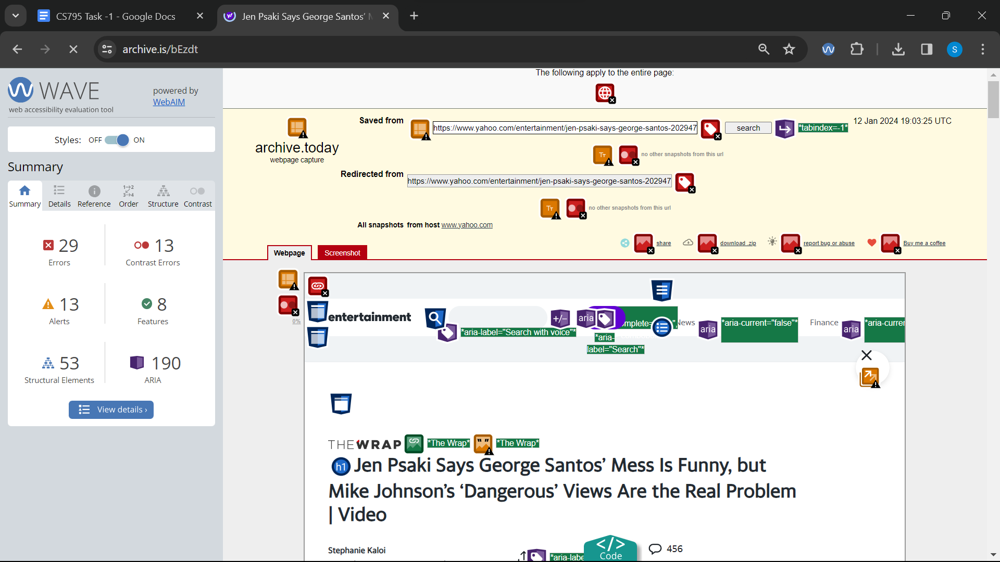 CS795 Task -1 - Google Docs
Jen Psaki Says George Santos'
archive.is/bEzdt
S
WAVE
web accessibility evaluation tool
powered by
WebAIM
Styles: OFF ON
Summary
Summary Details Reference Order Structure Contrast
29
Errors
13
Contrast Errors
13
Alerts
8
Features
53
Structural Elements
190
ARIA
View details ›
The following apply to the entire page:
archive.today
webpage capture
Saved from
https://www.yahoo.com/entertainment/jen-psaki-says-george-santos-202947
search
*tabindex=-1*
12 Jan 2024 19:03:25 UTC
no other snapshots from this url
Redirected from
https://www.yahoo.com/entertainment/jen-psaki-says-george-santos-202947
no other snapshots from this url
All snapshots from host www.yahoo.com
share
download .zip
report bug or abuse
Buy me a coffee
Webpage
Screenshot
0%
entertainment
+/-
aria
*aria-label="Search with voice"*
*aria-
label="Search"*
mplete=
News
aria
*aria-current="false"*
Finance
aria
*aria-currer
THEWRAP
*The Wrap*
*The Wrap*
h1
Jen Psaki Says George Santos’ Mess Is Funny, but
Mike Johnson’s ‘Dangerous’ Views Are the Real Problem
| Video
Stephanie Kaloi
*aria-labe
</>
Code
456